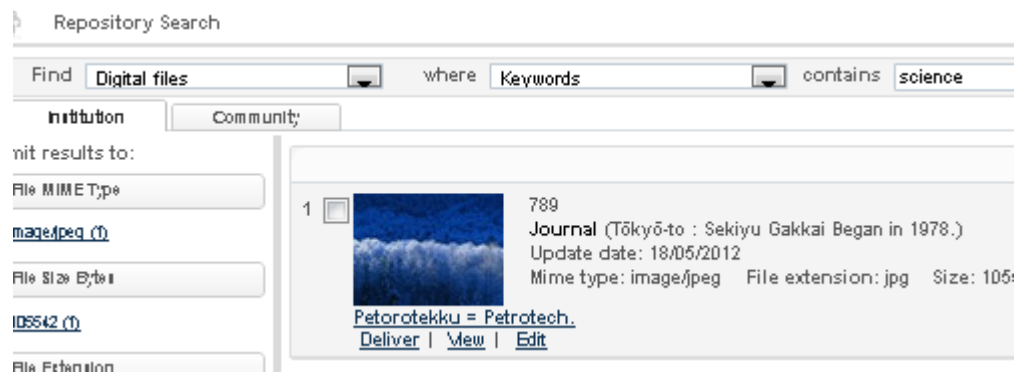 Repository Search
Find Digital files where Keywords contains science
Institution Community
mit results to:
File MIME Type
image/jpeg (1)
File Size Bytes
105542 (1)
File Extension
1
789
Journal (Tōkyō-to : Sekiyu Gakkai Began in 1978.)
Update date: 18/05/2012
Mime type: image/jpeg File extension: jpg Size: 105
Petorotekku = Petrotech.
Deliver | View | Edit